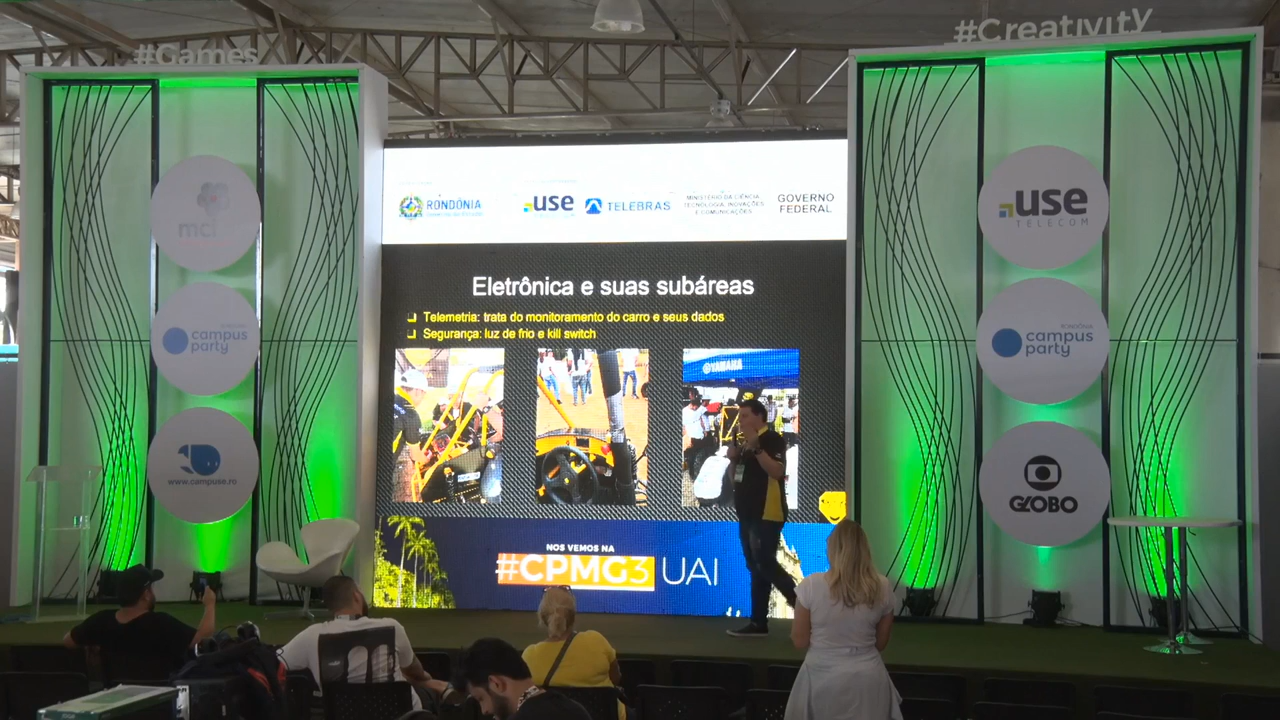 #Games
#Creativity
mci
campus
party
www.campuse.ro
RONDÔNIA
use
TELEBRAS
MINISTÉRIO DA CIÊNCIA,
TECNOLOGIA, INOVAÇÕES
E COMUNICAÇÕES
GOVERNO
FEDERAL
Eletrônica e suas subáreas
Telemetria: trata do monitoramento do carro e seus dados
Segurança: luz de frio e kill switch
YAMAHA
NOS VEMOS NA
#CPMG3 UAI
use
TELECOM
RONDÔNIA
campus
party
GLOBO